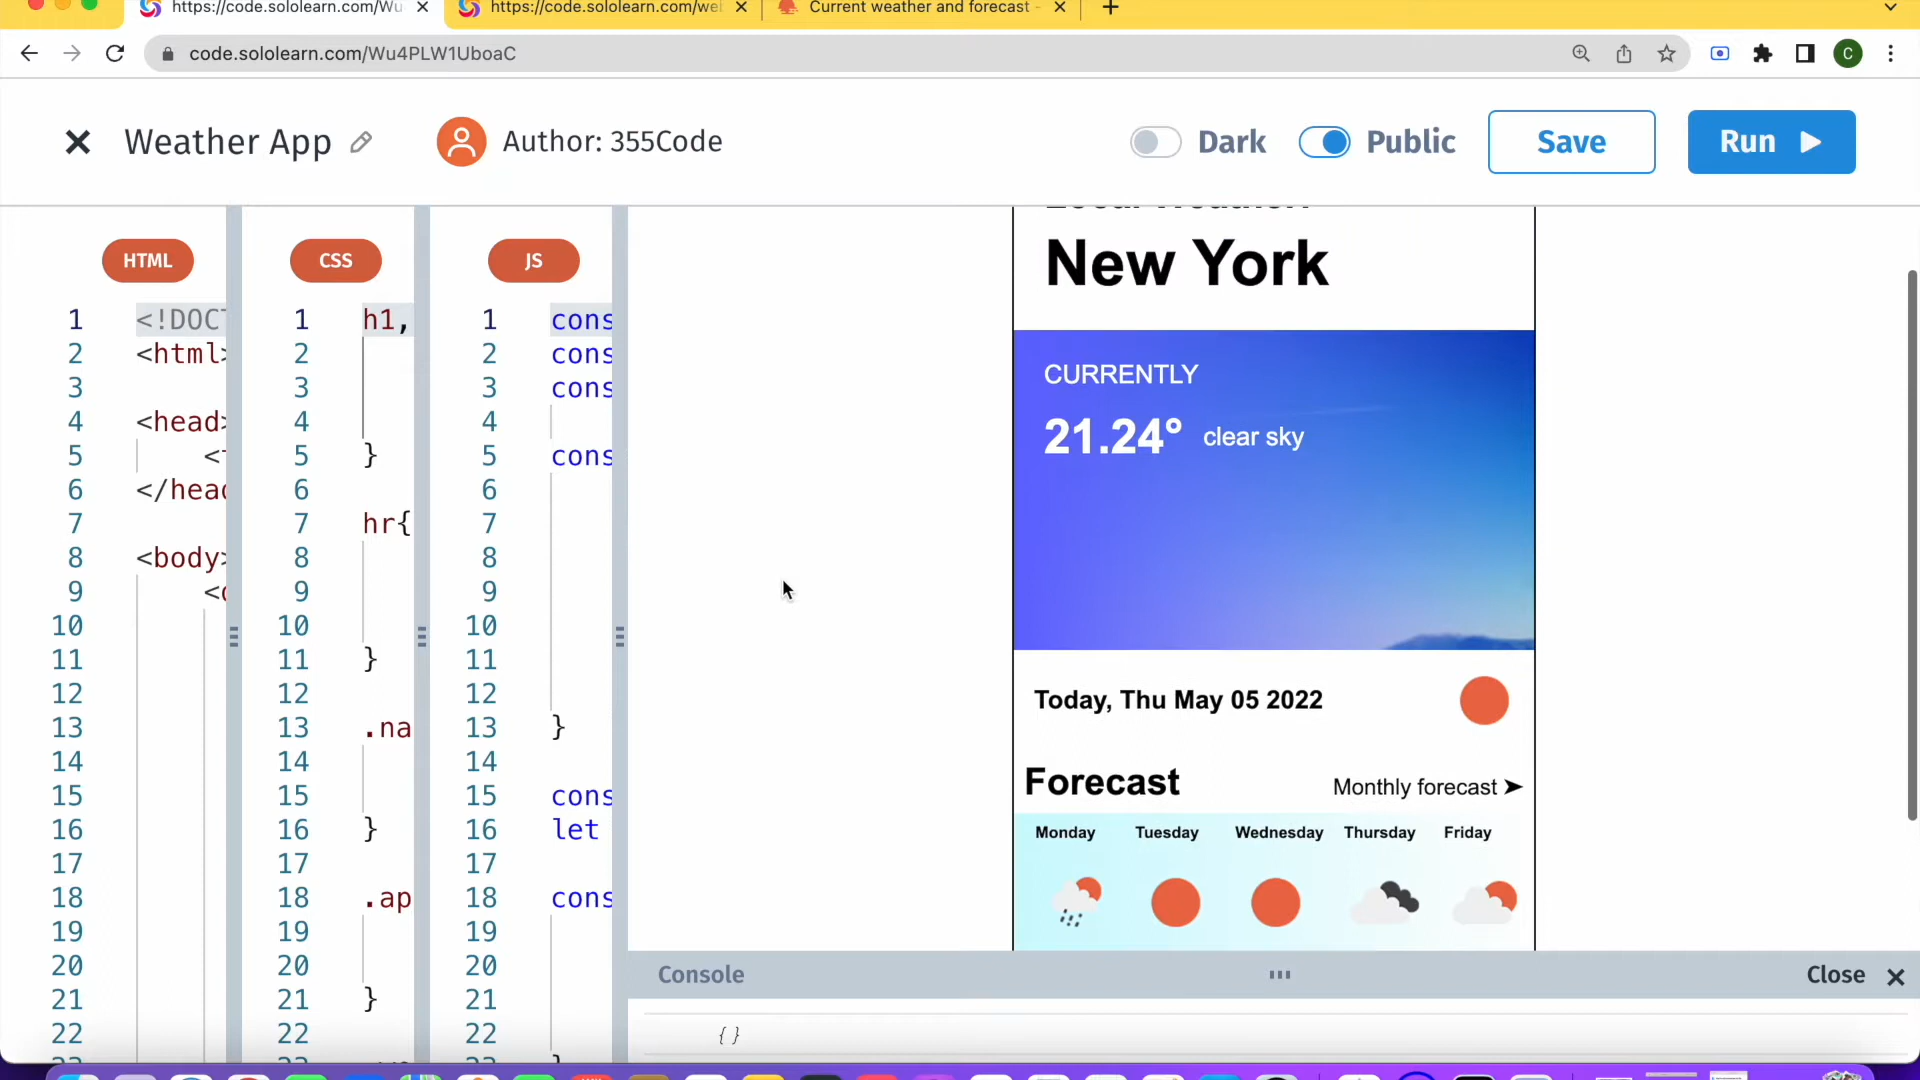 https://code.sololearn.com/Wu
https://code.sololearn.com/we
Current weather and forecast -
code.sololearn.com/Wu4PLW1UboaC
C
Weather App
Author: 355Code
Dark
Public
Save
Run
HTML
CSS
JS
1 <!DOCT
2 <html>
3
4 <head>
5 <t
6 </head
7
8 <body>
9 <d
10
11
12
13
14
15
16
17
18
19
20
21
22
1 h1,
2
3
4
5 }
6
7 hr{
8
9
10
11 }
12
13 .na
14
15
16 }
17
18 .ap
19
20
21 }
22
1 cons
2 cons
3 cons
4
5 cons
6
7
8
9
10
11
12
13 }
14
15 cons
16 let
17
18 cons
19
20
21
22
New York
CURRENTLY
21.24° clear sky
Today, Thu May 05 2022
Forecast
Monthly forecast ➤
Monday Tuesday Wednesday Thursday Friday
Console
Close
{}